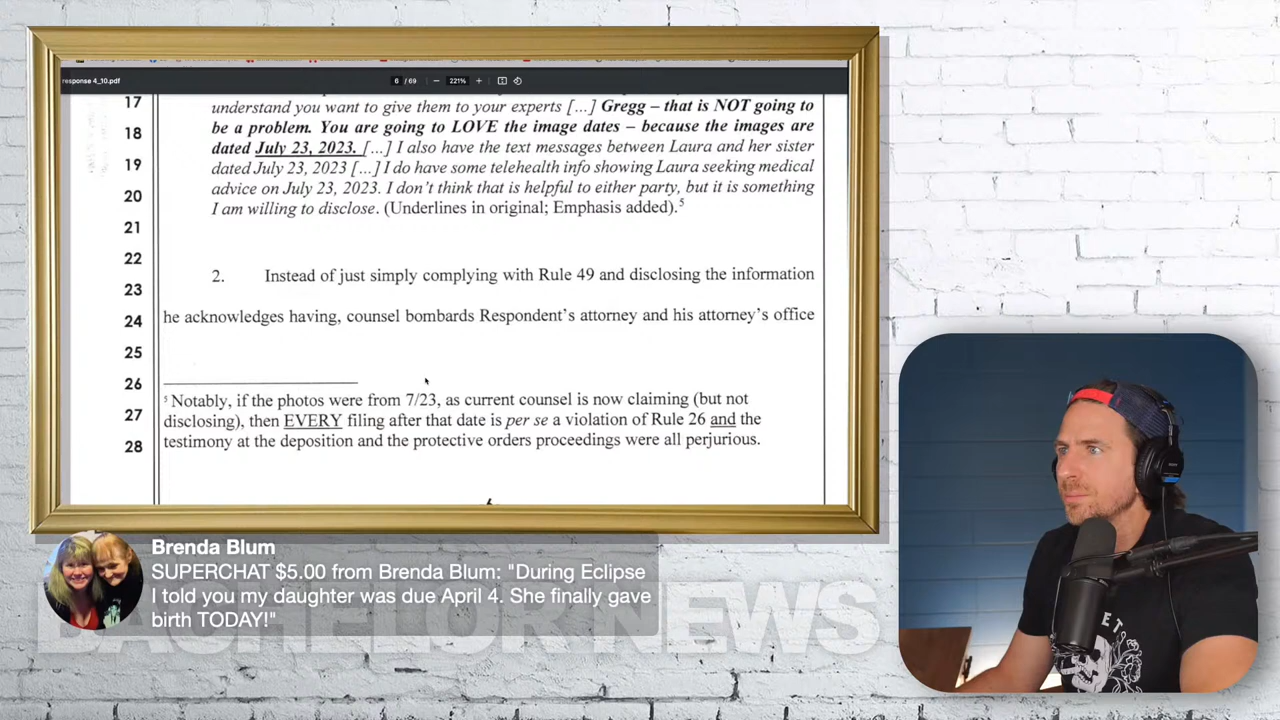 response 4_10.pdf
6 / 69
221%
17 understand you want to give them to your experts […] Gregg – that is NOT going to
18 be a problem. You are going to LOVE the image dates – because the images are
19 dated July 23, 2023. […] I also have the text messages between Laura and her sister
dated July 23, 2023 […] I do have some telehealth info showing Laura seeking medical
20 advice on July 23, 2023. I don't think that is helpful to either party, but it is something
21 I am willing to disclose. (Underlines in original; Emphasis added).5
22
23 2. Instead of just simply complying with Rule 49 and disclosing the information
24 he acknowledges having, counsel bombards Respondent's attorney and his attorney's office
25
26
5 Notably, if the photos were from 7/23, as current counsel is now claiming (but not
27 disclosing), then EVERY filing after that date is per se a violation of Rule 26 and the
28 testimony at the deposition and the protective orders proceedings were all perjurious.
Brenda Blum
SUPERCHAT $5.00 from Brenda Blum: "During Eclipse
I told you my daughter was due April 4. She finally gave
birth TODAY!"
BACHELOR NEWS